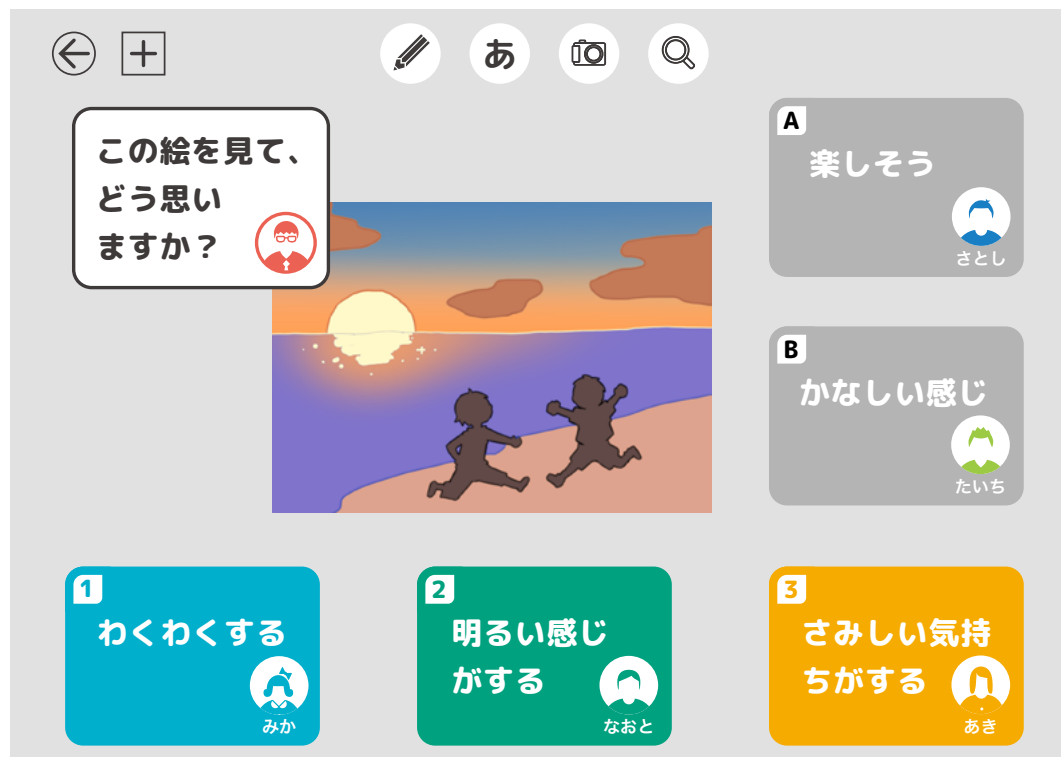 あ
この絵を見て、
どう思い
ますか？
A
楽しそう
さとし
B
かなしい感じ
たいち
1
わくわくする
みか
2
明るい感じ
がする
なおと
3
さみしい気持
ちがする
あき